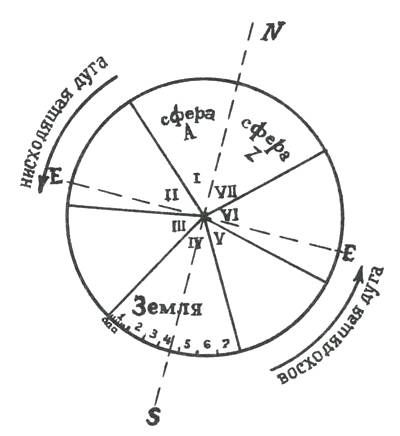 N
нисходящая дуга
сфера
A
сфера
Z
E
I
II
VII
III
VI
IV
V
E
Земля
1 2 3 4 5 6 7
восходящая дуга
S